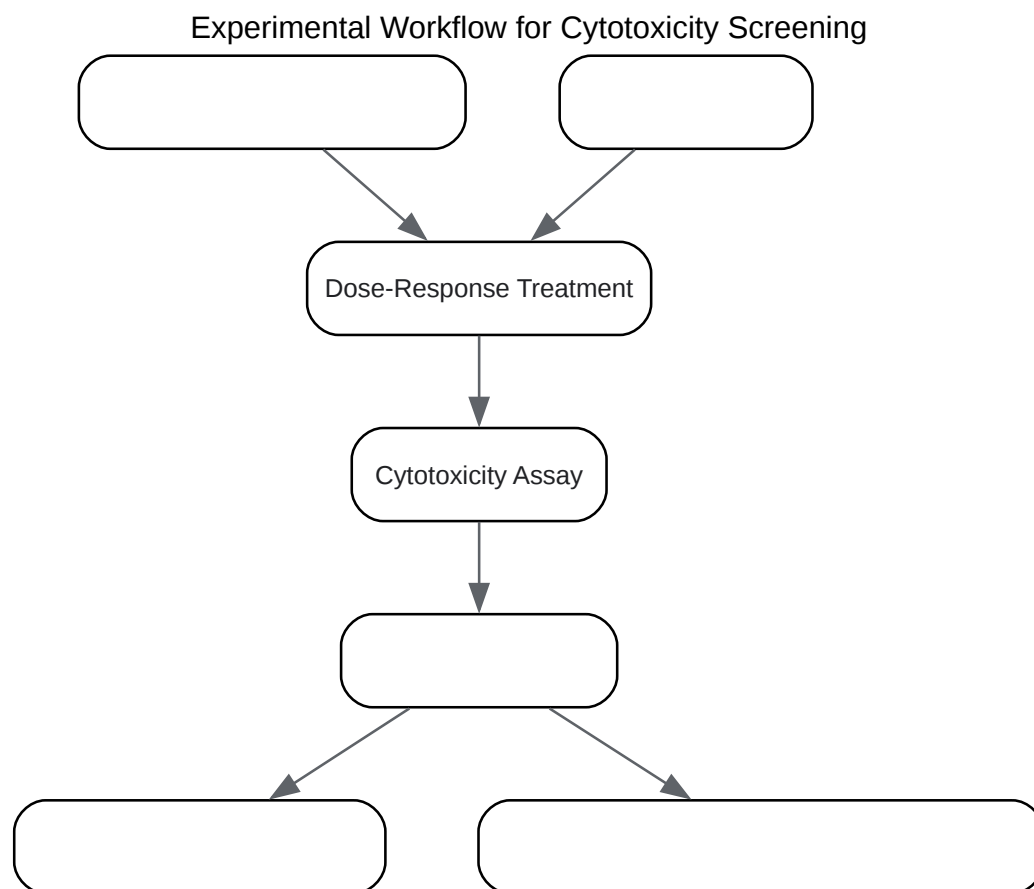 Experimental Workflow for Cytotoxicity Screening
Dose-Response Treatment
Cytotoxicity Assay